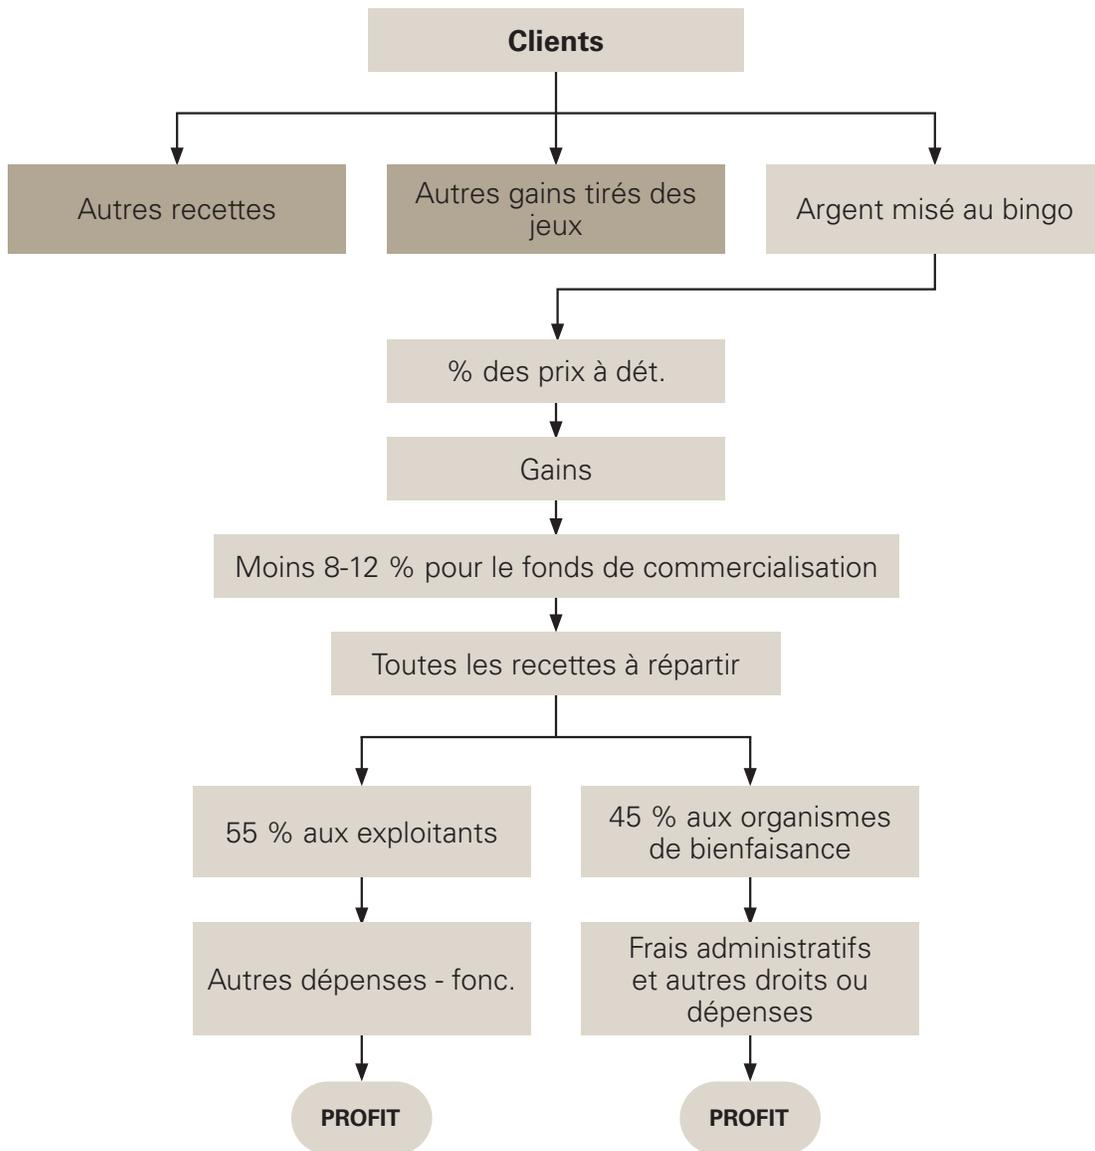 Clients
Autres recettes
Autres gains tirés des
jeux
Argent misé au bingo
% des prix à dét.
Gains
Moins 8-12 % pour le fonds de commercialisation
Toutes les recettes à répartir
55 % aux exploitants
45 % aux organismes
de bienfaisance
Autres dépenses - fonc.
Frais administratifs
et autres droits ou
dépenses
PROFIT
PROFIT